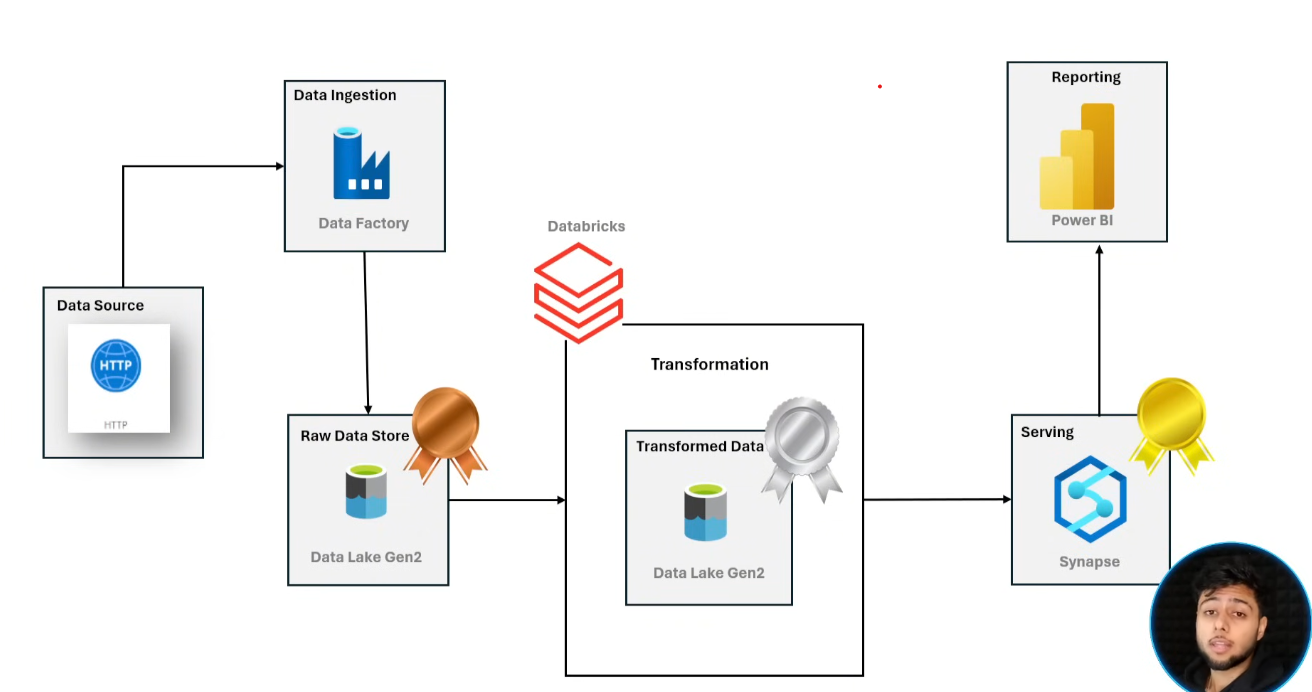 Data Source
HTTP
HTTP
Data Ingestion
Data Factory
Raw Data Store
Data Lake Gen2
Databricks
Transformation
Transformed Data
Data Lake Gen2
Serving
Synapse
Reporting
Power BI